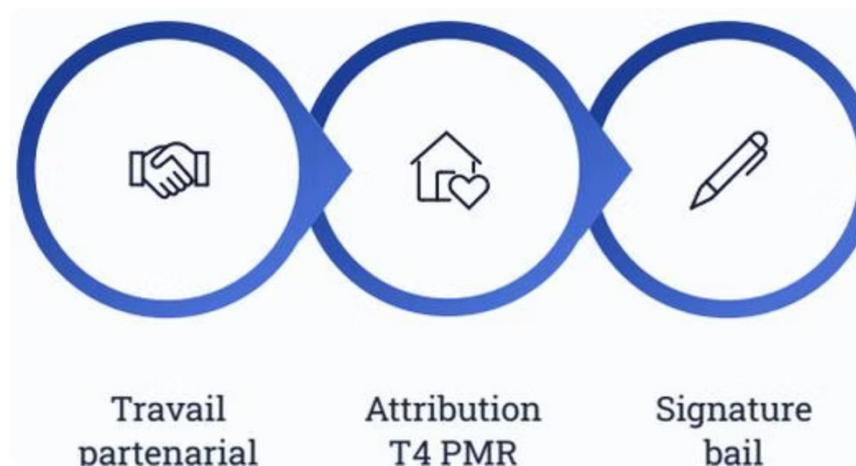 Travail
partenarial
Attribution
T4 PMR
Signature
bail